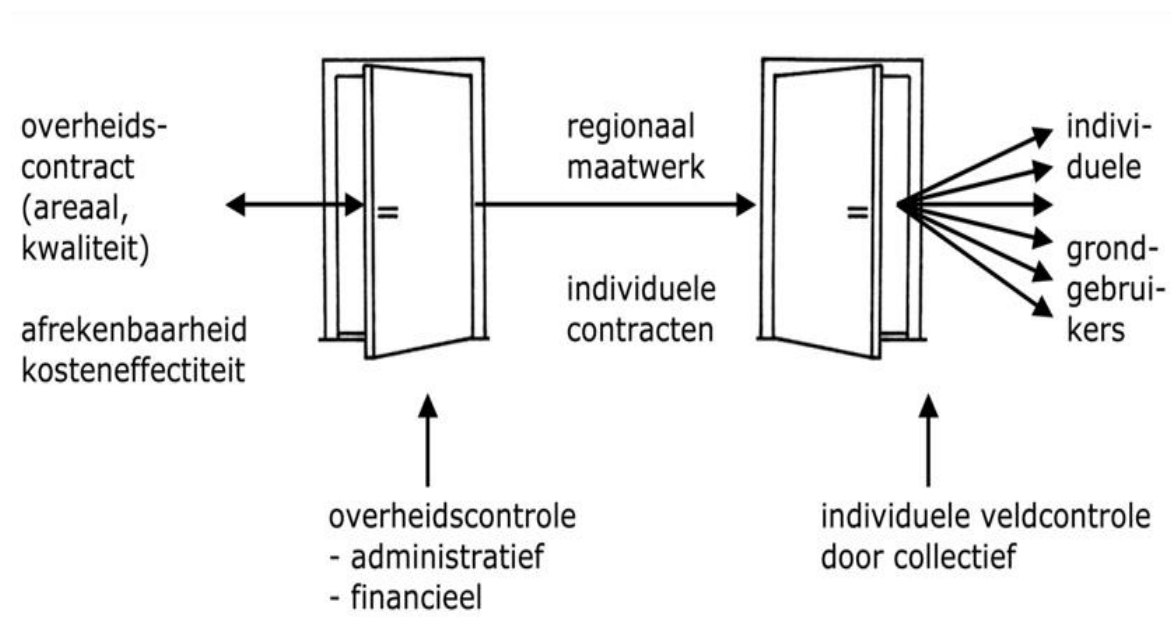 overheids-
contract
(areaal,
kwaliteit)
afrekenbaarheid
kosteneffectiteit
regionaal
maatwerk
individuele
contracten
indivi-
duele
grond-
gebrui-
kers
overheidscontrole
- administratief
- financieel
individuele veldcontrole
door collectief